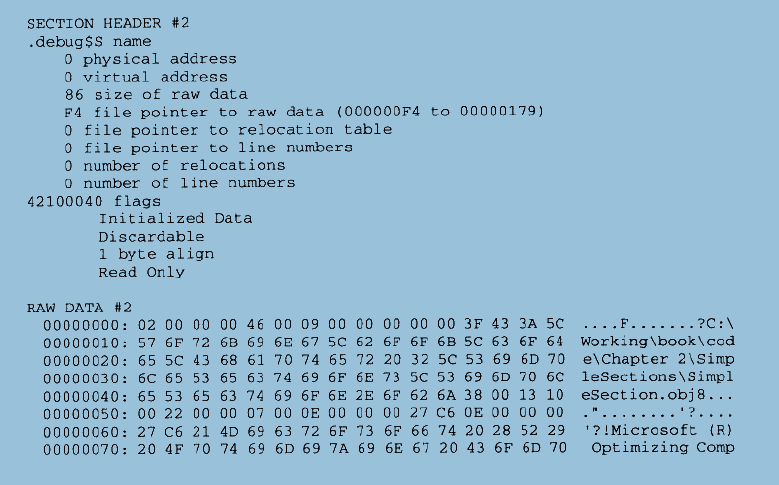 SECTION HEADER #2
.debug$S name
0 physical address
0 virtual address
86 size of raw data
F4 file pointer to raw data (000000F4 to 00000179)
0 file pointer to relocation table
0 file pointer to line numbers
0 number of relocations
0 number of line numbers
42100040 flags
Initialized Data
Discardable
1 byte align
Read Only
RAW DATA #2
00000000: 02 00 00 00 46 00 09 00 00 00 00 00 3F 43 3A 5C ....F.......?C:\
00000010: 57 6F 72 6B 69 6E 67 5C 62 6F 6F 6B 5C 63 6F 64 Working\book\cod
00000020: 65 5C 43 68 61 70 74 65 72 20 32 5C 53 69 6D 70 e\Chapter 2\Simp
00000030: 6C 65 53 65 63 74 69 6F 6E 73 5C 53 69 6D 70 6C leSections\Simpl
00000040: 65 53 65 63 74 69 6F 6E 2E 6F 62 6A 38 00 13 10 eSection.obj8...
00000050: 00 22 00 00 07 00 0E 00 00 00 27 C6 0E 00 00 00 ."........'?....
00000060: 27 C6 21 4D 69 63 72 6F 73 6F 66 74 20 28 52 29 '?!Microsoft (R)
00000070: 20 4F 70 74 69 6D 69 7A 69 6E 67 20 43 6F 6D 70 Optimizing Comp